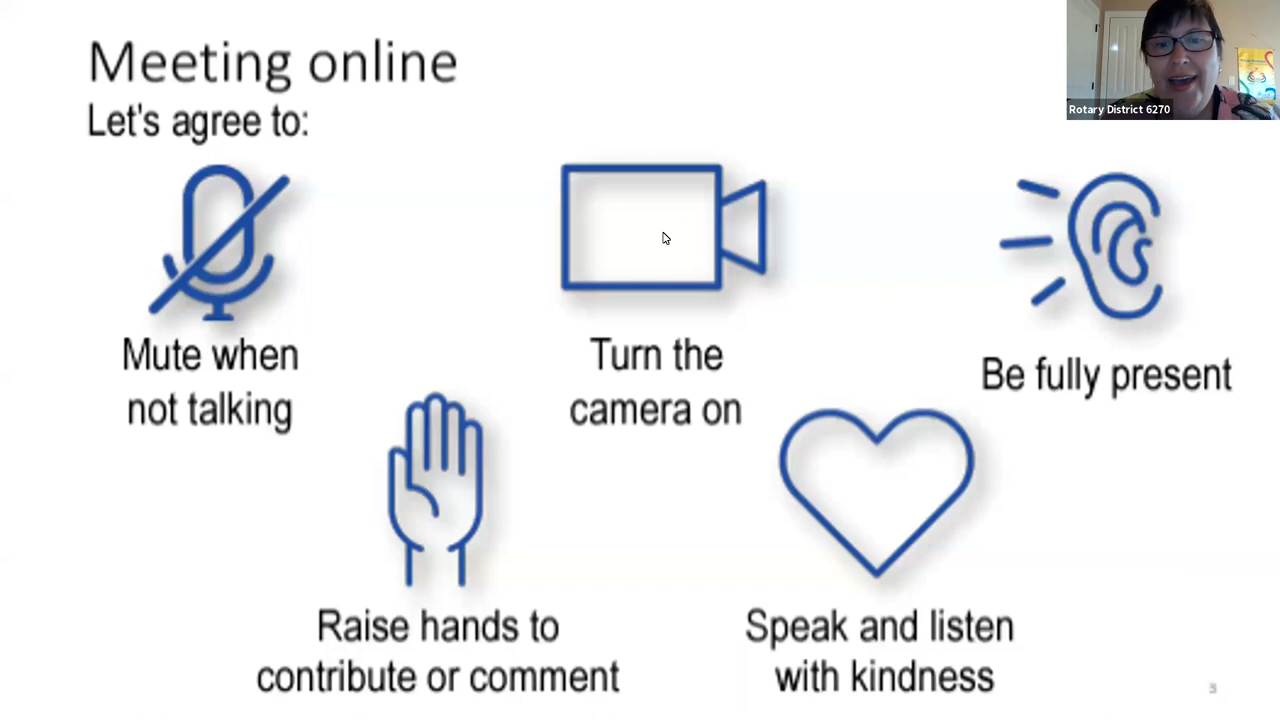 Meeting online
Let's agree to:
Rotary District 6270
Mute when
not talking
Turn the
camera on
Be fully present
Raise hands to
contribute or comment
Speak and listen
with kindness
3